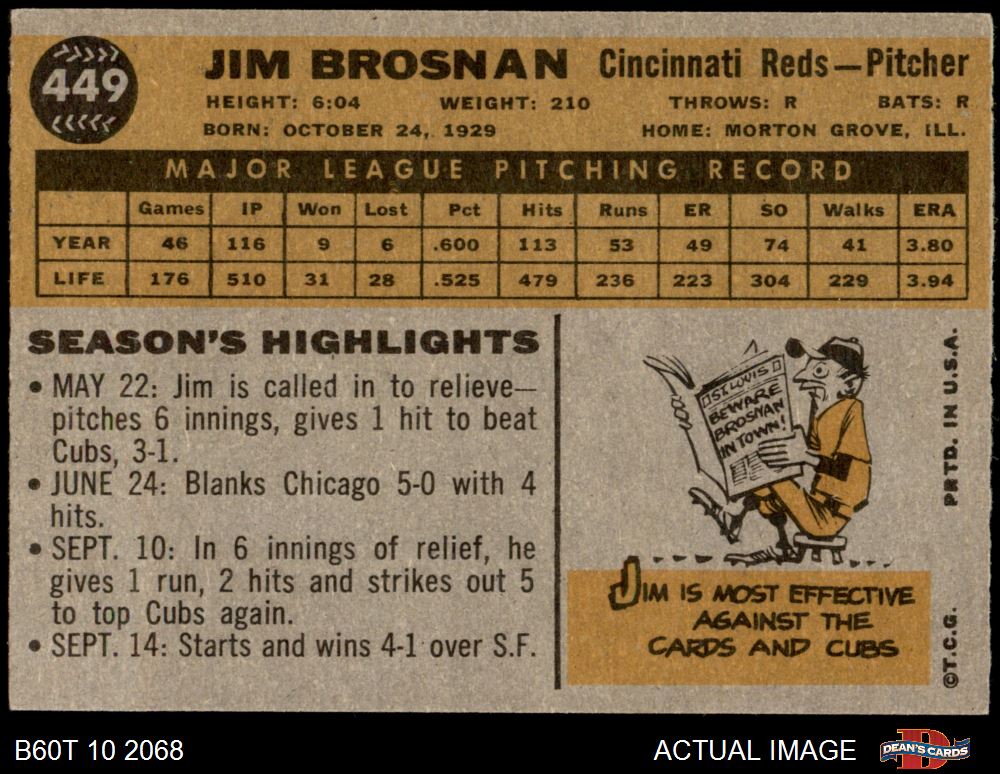 449
JIM BROSNAN Cincinnati Reds—Pitcher
HEIGHT: 6:04 WEIGHT: 210 THROWS: R BATS: R
BORN: OCTOBER 24, 1929 HOME: MORTON GROVE, ILL.
MAJOR LEAGUE PITCHING RECORD
Games IP Won Lost Pct Hits Runs ER SO Walks ERA
YEAR 46 116 9 6 .600 113 53 49 74 41 3.80
LIFE 176 510 31 28 .525 479 236 223 304 229 3.94
SEASON'S HIGHLIGHTS
• MAY 22: Jim is called in to relieve—
pitches 6 innings, gives 1 hit to beat
Cubs, 3-1.
• JUNE 24: Blanks Chicago 5-0 with 4
hits.
• SEPT. 10: In 6 innings of relief, he
gives 1 run, 2 hits and strikes out 5
to top Cubs again.
• SEPT. 14: Starts and wins 4-1 over S.F.
ST. LOUIS
BEWARE
BROSNAN
IN TOWN!
JIM IS MOST EFFECTIVE
AGAINST THE
CARDS AND CUBS
©T.C.G. PRTD. IN U.S.A.
B60T 10 2068 ACTUAL IMAGE DEAN'S CARDS